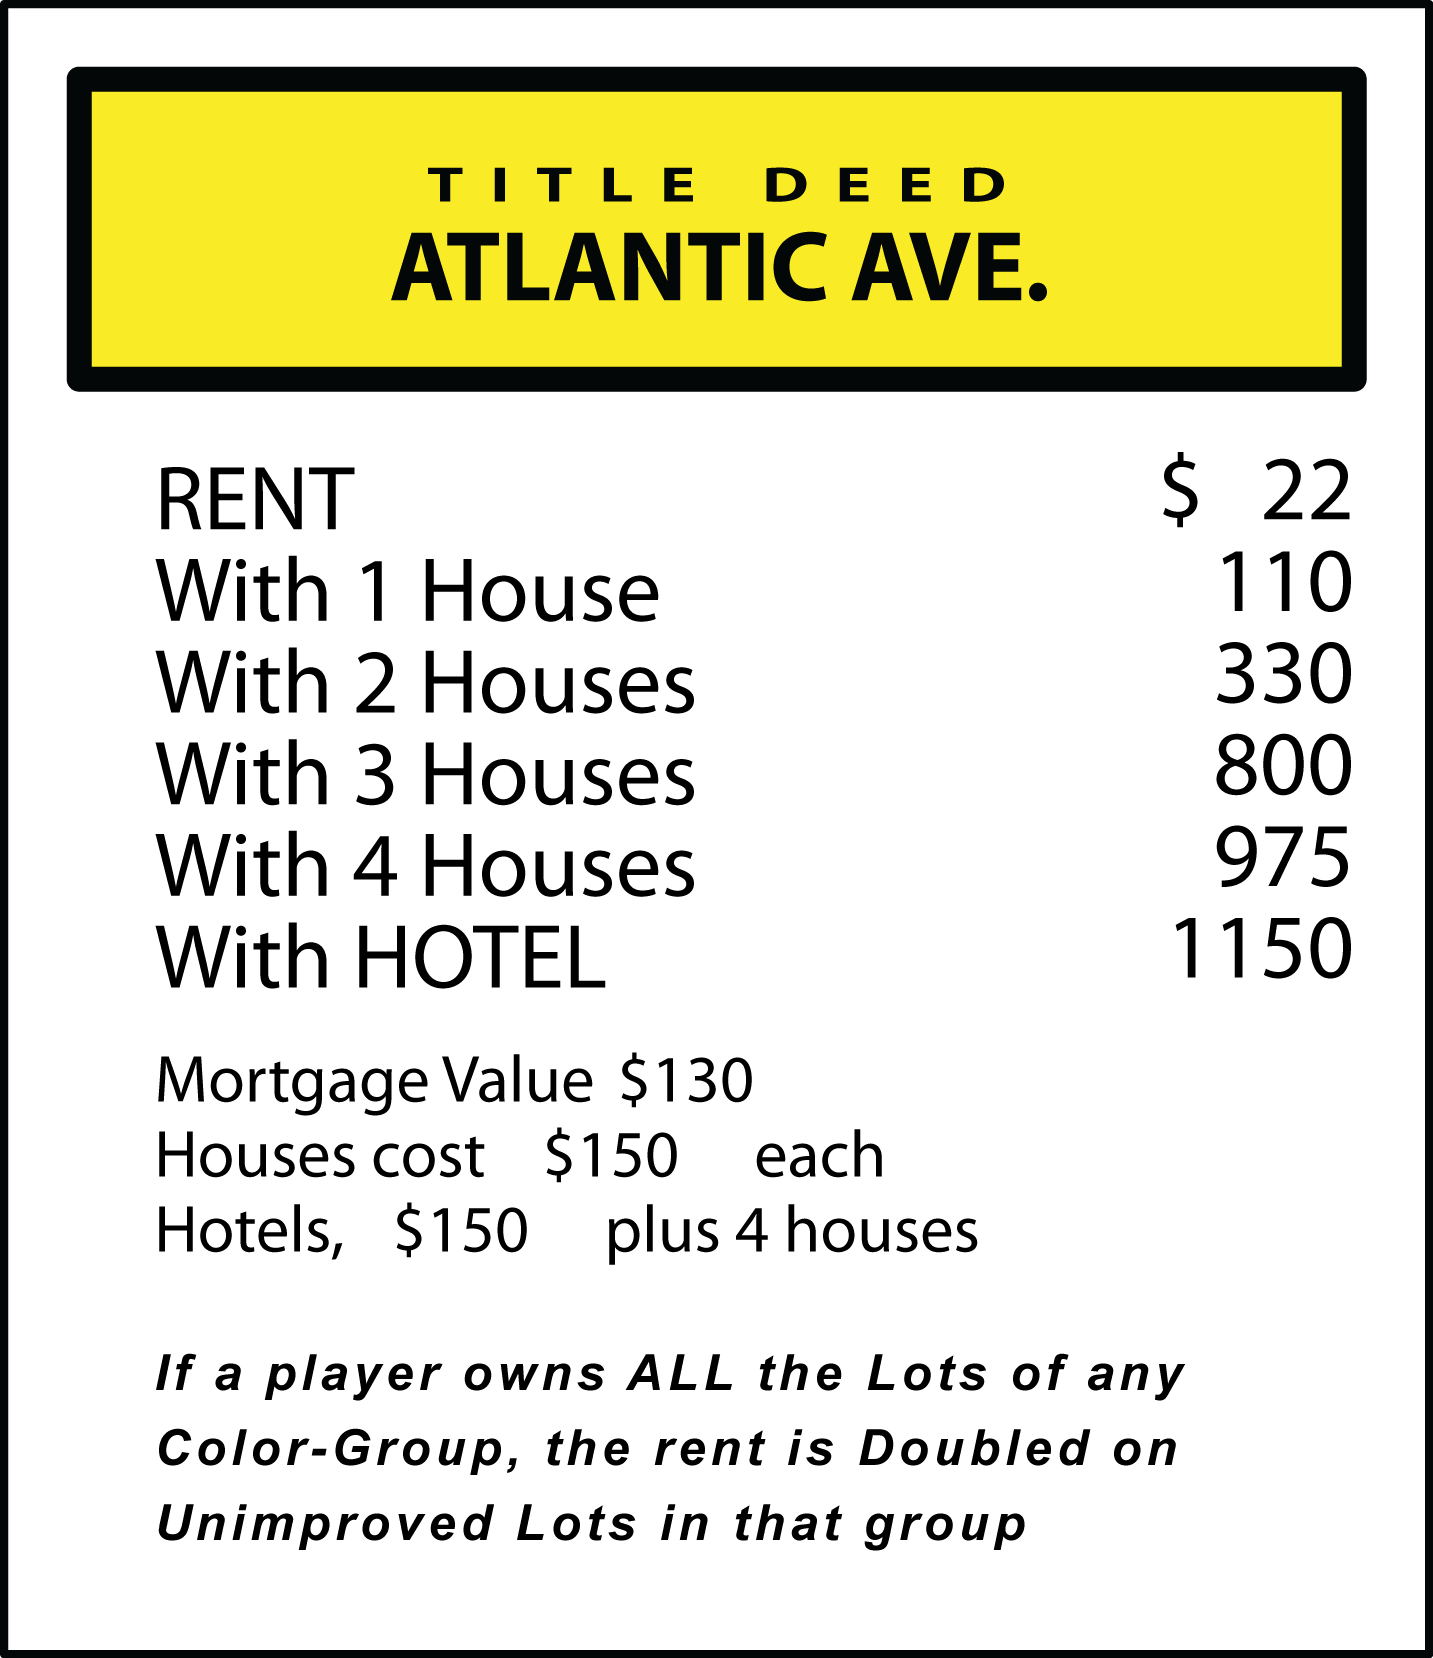 TITLE DEED
ATLANTIC AVE.
RENT $ 22
With 1 House 110
With 2 Houses 330
With 3 Houses 800
With 4 Houses 975
With HOTEL 1150
Mortgage Value $130
Houses cost $150 each
Hotels, $150 plus 4 houses
If a player owns ALL the Lots of any
Color-Group, the rent is Doubled on
Unimproved Lots in that group